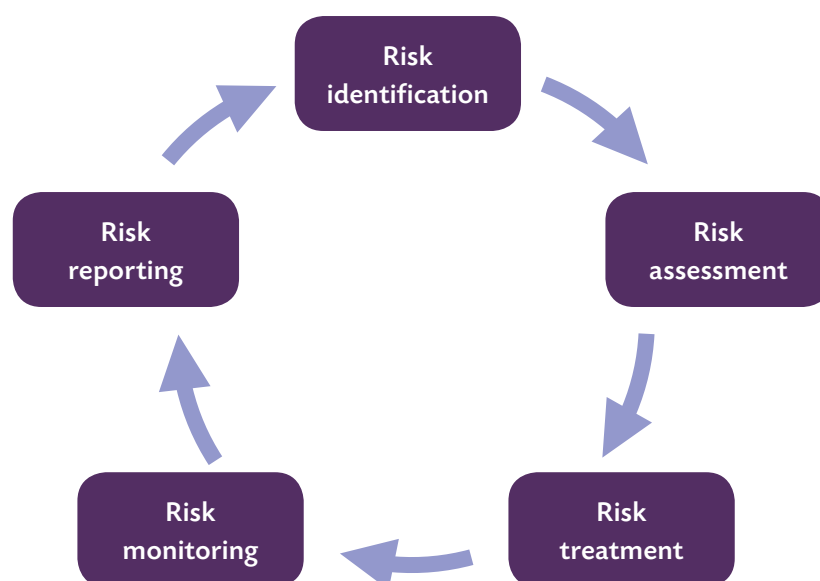 Risk
identification
Risk
assessment
Risk
treatment
Risk
monitoring
Risk
reporting